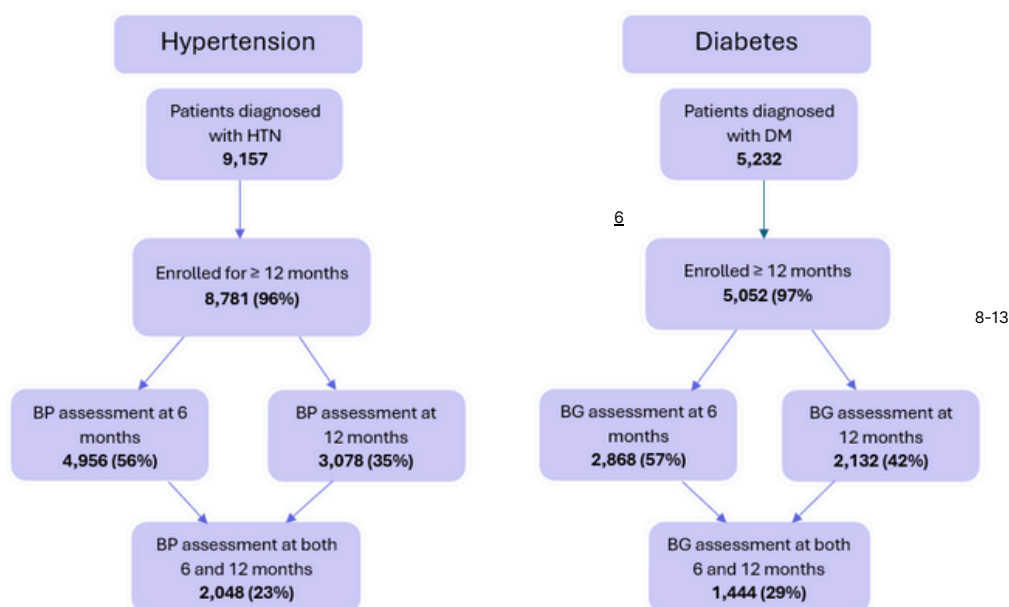 Hypertension
Patients diagnosed
with HTN
9,157
Enrolled for ≥ 12 months
8,781 (96%)
BP assessment at 6
months
4,956 (56%)
BP assessment at
12 months
3,078 (35%)
BP assessment at both
6 and 12 months
2,048 (23%)
Diabetes
Patients diagnosed
with DM
5,232
6
Enrolled ≥ 12 months
5,052 (97%
8-13
BG assessment at 6
months
2,868 (57%)
BG assessment at
12 months
2,132 (42%)
BG assessment at both
6 and 12 months
1,444 (29%)